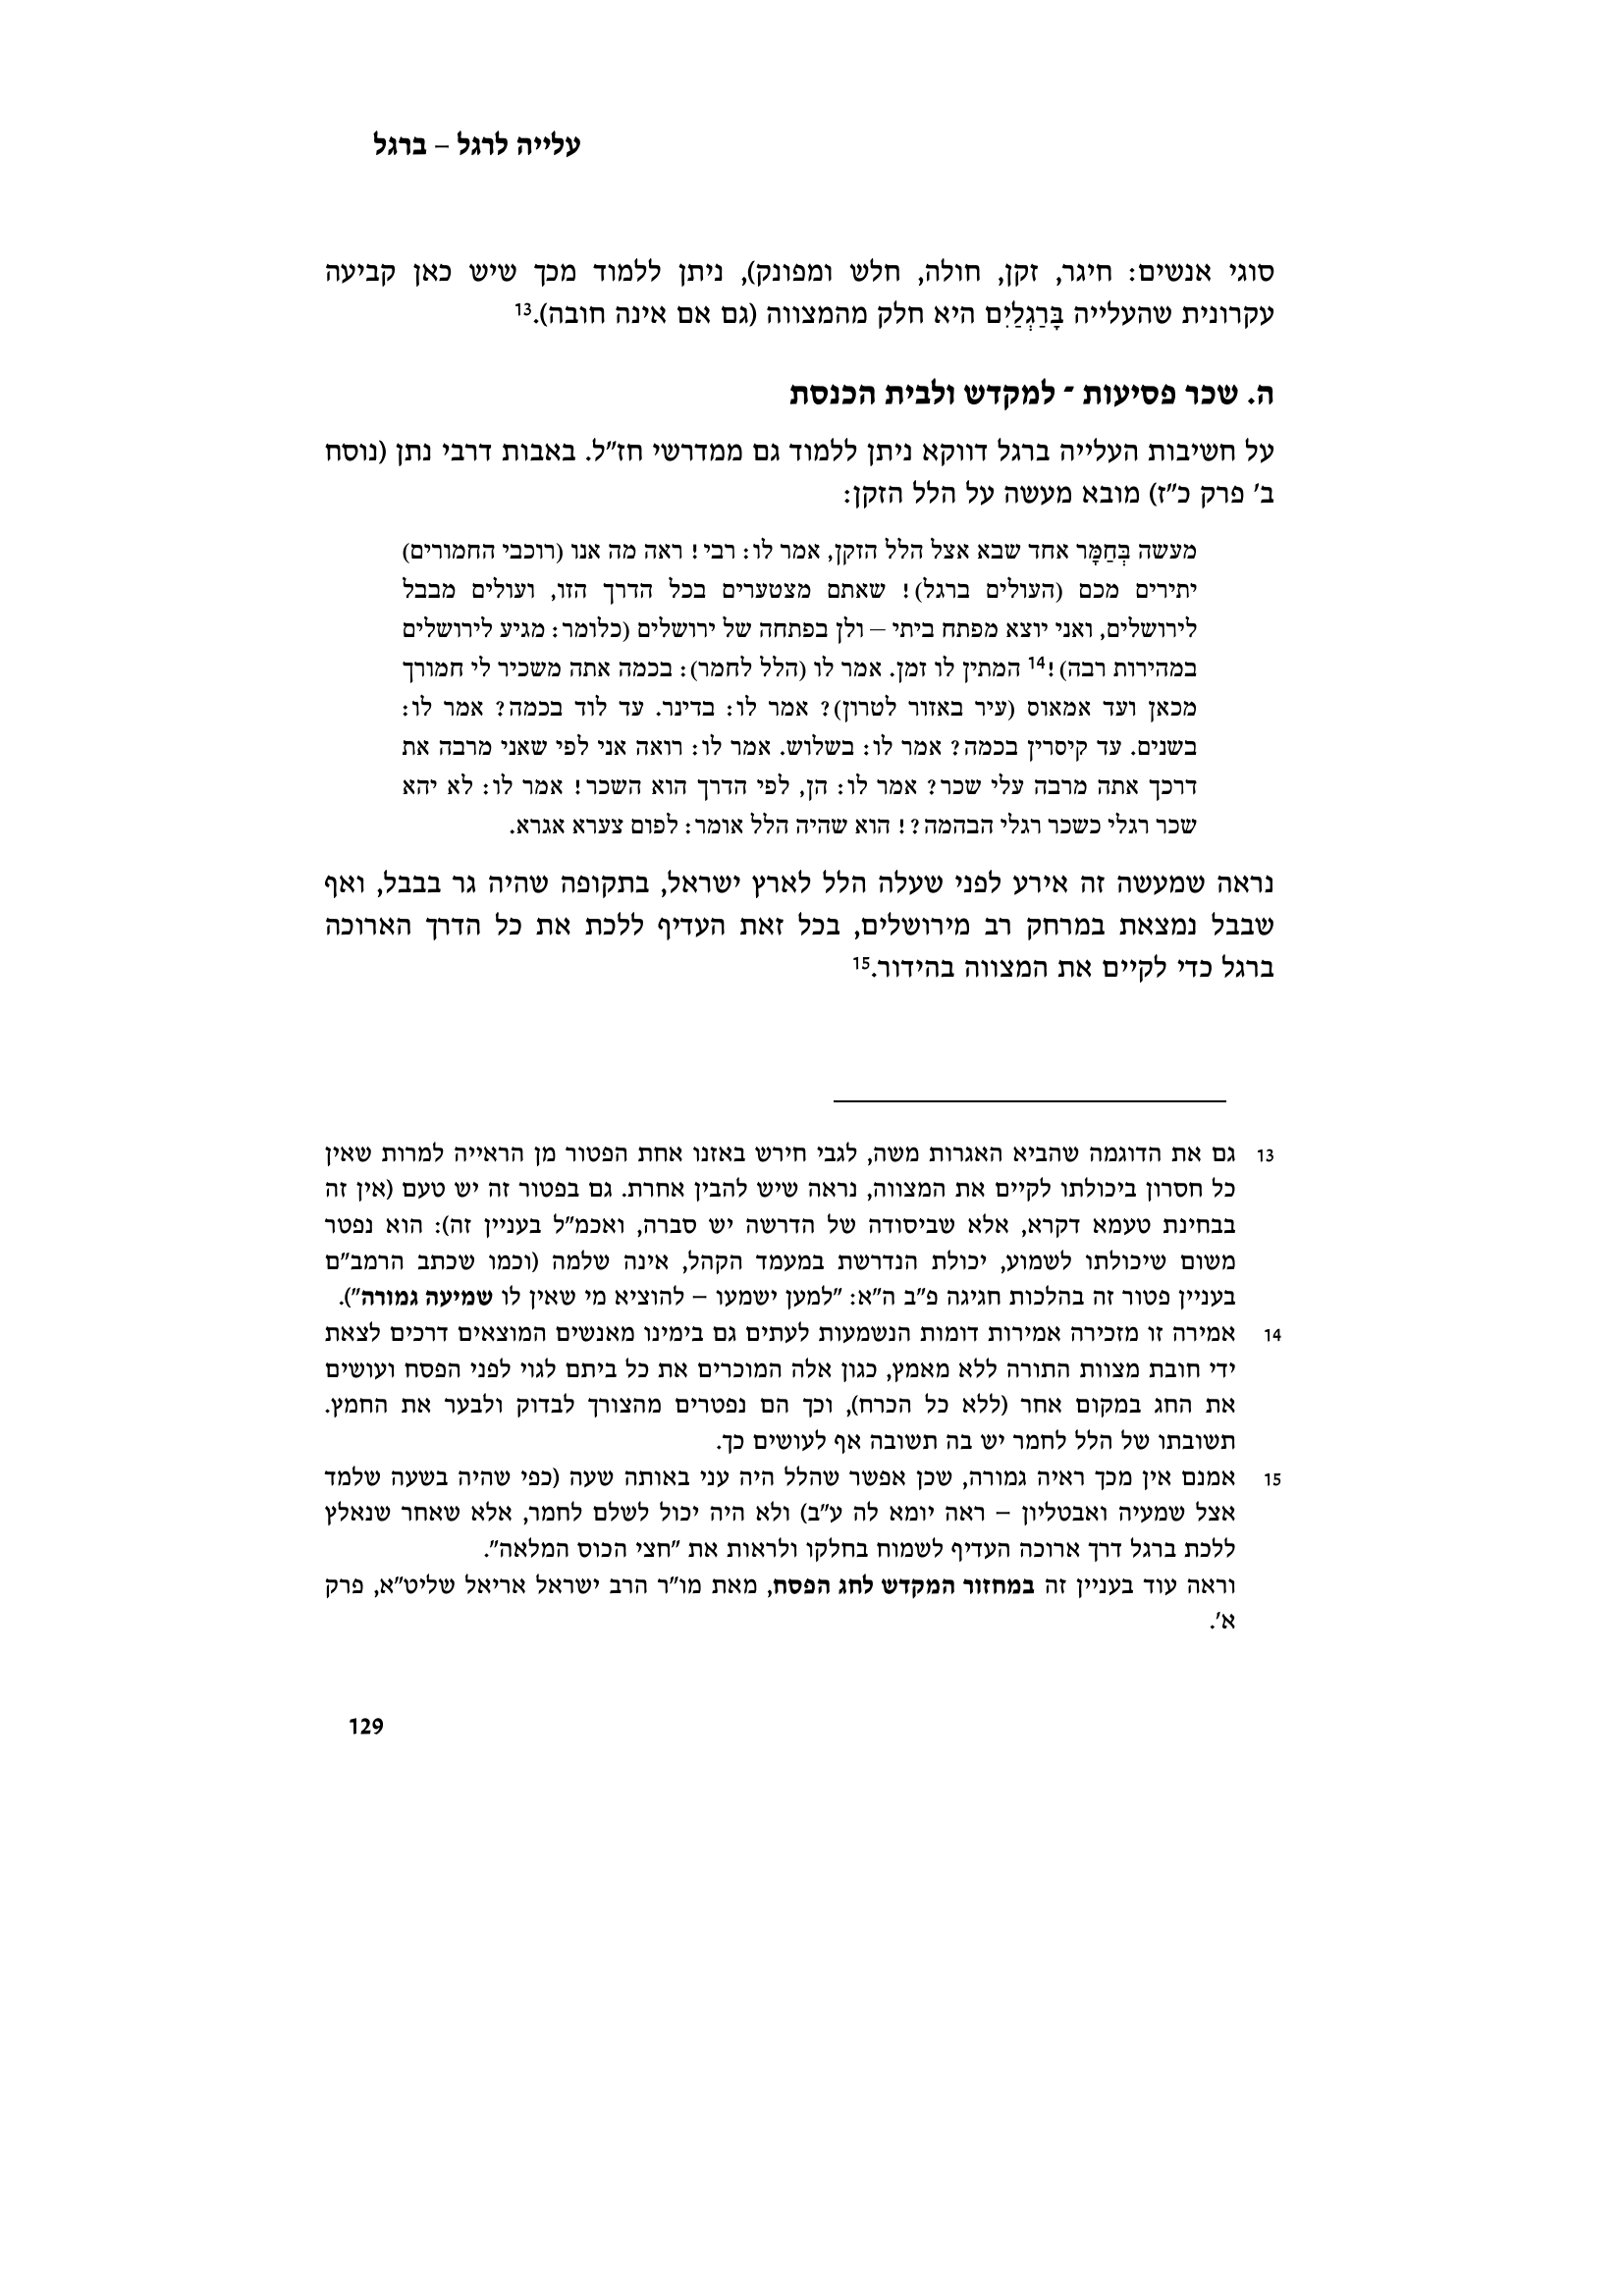 עלייה לרגל – ברגל
סוגי אנשים: חיגר, זקן, חולה, חלש ומפונק), ניתן ללמוד מכך שיש כאן קביעה
עקרונית שהעלייה בָּרַגְלַיִם היא חלק מהמצווה (גם אם אינה חובה).13
ה. שכר פסיעות - למקדש ולבית הכנסת
על חשיבות העלייה ברגל דווקא ניתן ללמוד גם ממדרשי חז"ל. באבות דרבי נתן (נוסח
ב' פרק כ"ז) מובא מעשה על הלל הזקן:
מעשה בְּחַמָּר אחד שבא אצל הלל הזקן, אמר לו: רבי! ראה מה אנו (רוכבי החמורים)
יתירים מכם (העולים ברגל)! שאתם מצטערים בכל הדרך הזו, ועולים מבבל
לירושלים, ואני יוצא מפתח ביתי – ולן בפתחה של ירושלים (כלומר: מגיע לירושלים
במהירות רבה)!14 המתין לו זמן. אמר לו (הלל לחמר): בכמה אתה משכיר לי חמורך
מכאן ועד אמאוס (עיר באזור לטרון)? אמר לו: בדינר. עד לוד בכמה? אמר לו:
בשנים. עד קיסרין בכמה? אמר לו: בשלוש. אמר לו: רואה אני לפי שאני מרבה את
דרכך אתה מרבה עלי שכר? אמר לו: הן, לפי הדרך הוא השכר! אמר לו: לא יהא
שכר רגלי כשכר רגלי הבהמה?! הוא שהיה הלל אומר: לפום צערא אגרא.
נראה שמעשה זה אירע לפני שעלה הלל לארץ ישראל, בתקופה שהיה גר בבבל, ואף
שבבל נמצאת במרחק רב מירושלים, בכל זאת העדיף ללכת את כל הדרך הארוכה
ברגל כדי לקיים את המצווה בהידור.15
13 גם את הדוגמה שהביא האגרות משה, לגבי חירש באזנו אחת הפטור מן הראייה למרות שאין
כל חסרון ביכולתו לקיים את המצווה, נראה שיש להבין אחרת. גם בפטור זה יש טעם (אין זה
בבחינת טעמא דקרא, אלא שביסודה של הדרשה יש סברה, ואכמ"ל בעניין זה): הוא נפטר
משום שיכולתו לשמוע, יכולת הנדרשת במעמד הקהל, אינה שלמה (וכמו שכתב הרמב"ם
בעניין פטור זה בהלכות חגיגה פ"ב ה"א: "למען ישמעו – להוציא מי שאין לו שמיעה גמורה").
14 אמירה זו מזכירה אמירות דומות הנשמעות לעתים גם בימינו מאנשים המוצאים דרכים לצאת
ידי חובת מצוות התורה ללא מאמץ, כגון אלה המוכרים את כל ביתם לגוי לפני הפסח ועושים
את החג במקום אחר (ללא כל הכרח), וכך הם נפטרים מהצורך לבדוק ולבער את החמץ.
תשובתו של הלל לחמר יש בה תשובה אף לעושים כך.
15 אמנם אין מכך ראיה גמורה, שכן אפשר שהלל היה עני באותה שעה (כפי שהיה בשעה שלמד
אצל שמעיה ואבטליון – ראה יומא לה ע"ב) ולא היה יכול לשלם לחמר, אלא שאחר שנאלץ
ללכת ברגל דרך ארוכה העדיף לשמוח בחלקו ולראות את "חצי הכוס המלאה".
וראה עוד בעניין זה במחזור המקדש לחג הפסח, מאת מו"ר הרב ישראל אריאל שליט"א, פרק
א'.
129